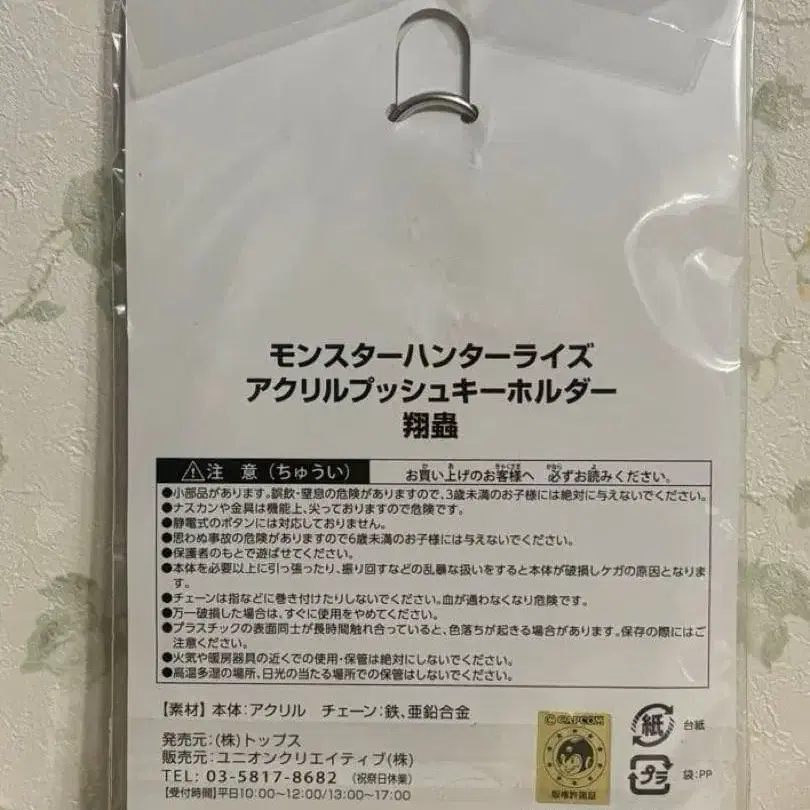 モンスターハンターライズ
アクリルプッシュキーホルダー
翔蟲
⚠注 意（ちゅうい） お買い上げのお客様へ 必ずお読みください。
●小部品があります。誤飲・窒息の危険がありますので、3歳未満のお子様には絶対に与えないでください。
●ナスカンや金具は機能上、尖っておりますので危険です。
●静電式のボタンには対応しておりません。
●思わぬ事故の危険がありますので6歳未満のお子様には与えないでください。
●保護者のもとで遊ばせてください。
●本体を必要以上に引っ張ったり、振り回すなどの乱暴な扱いをすると本体が破損しケガの原因となりま
す。
●チェーンは指などに巻き付けたりしないでください。血が通わなくなり危険です。
●万一破損した場合は、すぐに使用をやめてください。
●プラスチックの表面同士が長時間触れ合っていると、色落ちが起きる場合があります。保存の際にはご
注意ください。
●火気や暖房器具の近くでの使用・保管は絶対にしないでください。
●高温多湿の場所、日光の当たる場所での保管はしないでください。
【素材】本体：アクリル チェーン：鉄、亜鉛合金
発売元：(株)トップス
販売元：ユニオンクリエイティブ(株)
TEL: 03-5817-8682 （祝祭日休業）
【受付時間】平日10:00～12:00/13:00～17:00
© CAPCOM
版権許諾証
紙 台紙
プラ 袋：PP